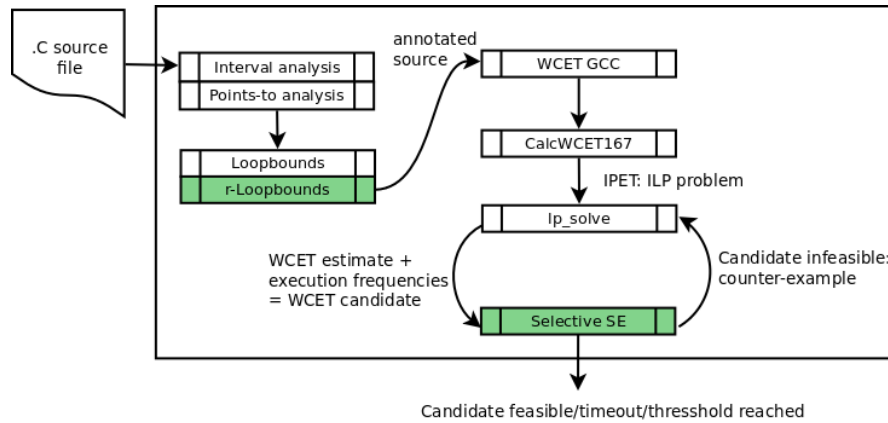 .C source
file
Interval analysis
Points-to analysis
Loopbounds
r-Loopbounds
annotated
source
WCET GCC
CalcWCET167
IPET: ILP problem
lp_solve
WCET estimate +
execution frequencies
= WCET candidate
Candidate infeasible:
counter-example
Selective SE
Candidate feasible/timeout/thresshold reached